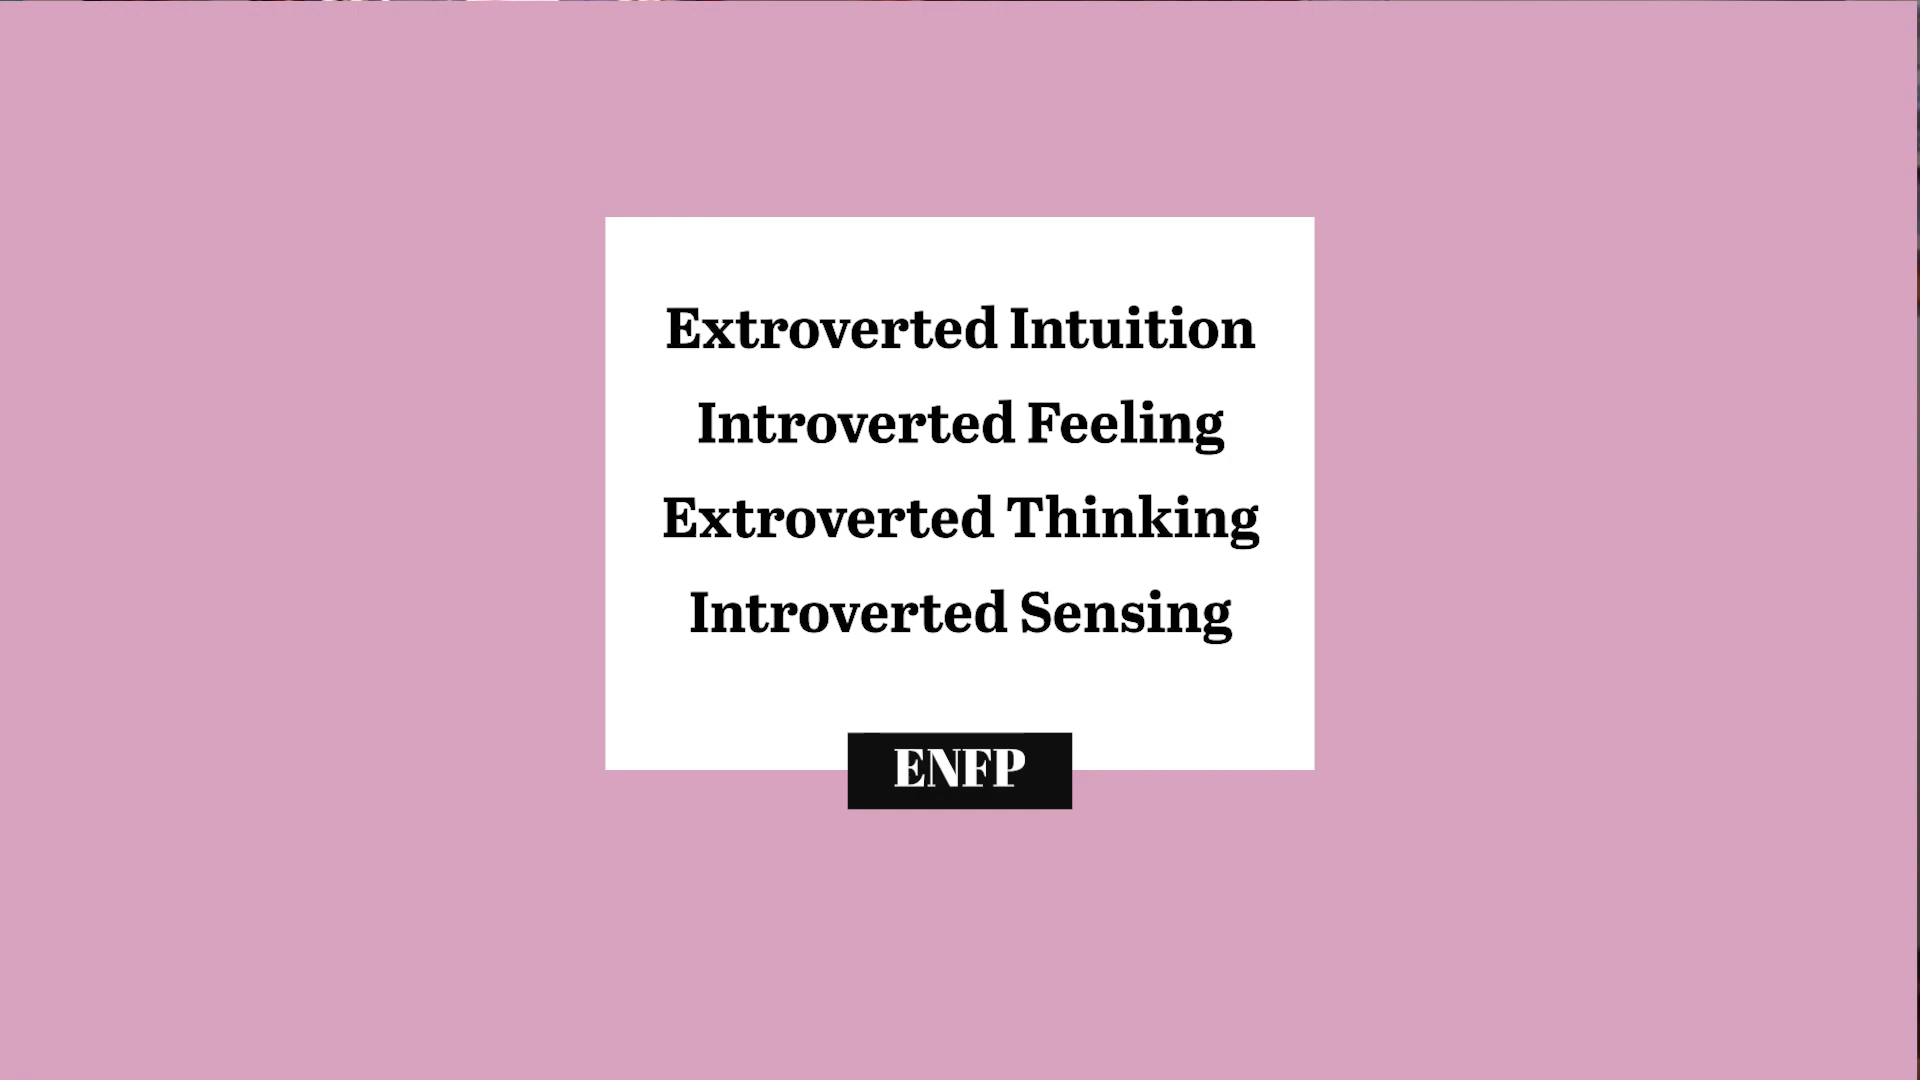 Extroverted Intuition
Introverted Feeling
Extroverted Thinking
Introverted Sensing
ENFP